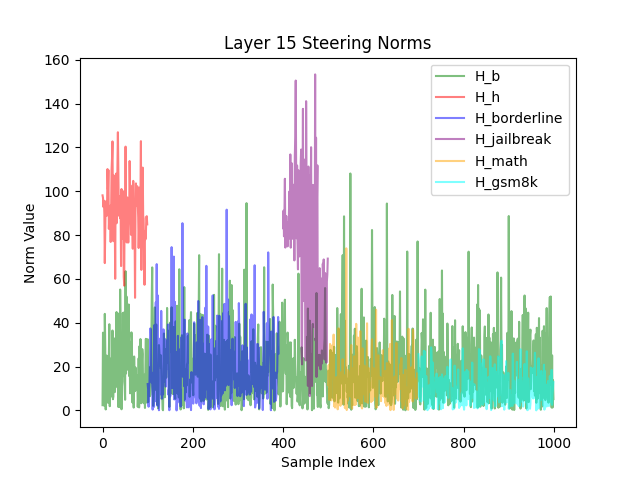 Layer 15 Steering Norms
Norm Value
160
140
120
100
80
60
40
20
0
H_b
H_h
H_borderline
H_jailbreak
H_math
H_gsm8k
0
200
400
600
800
1000
Sample Index